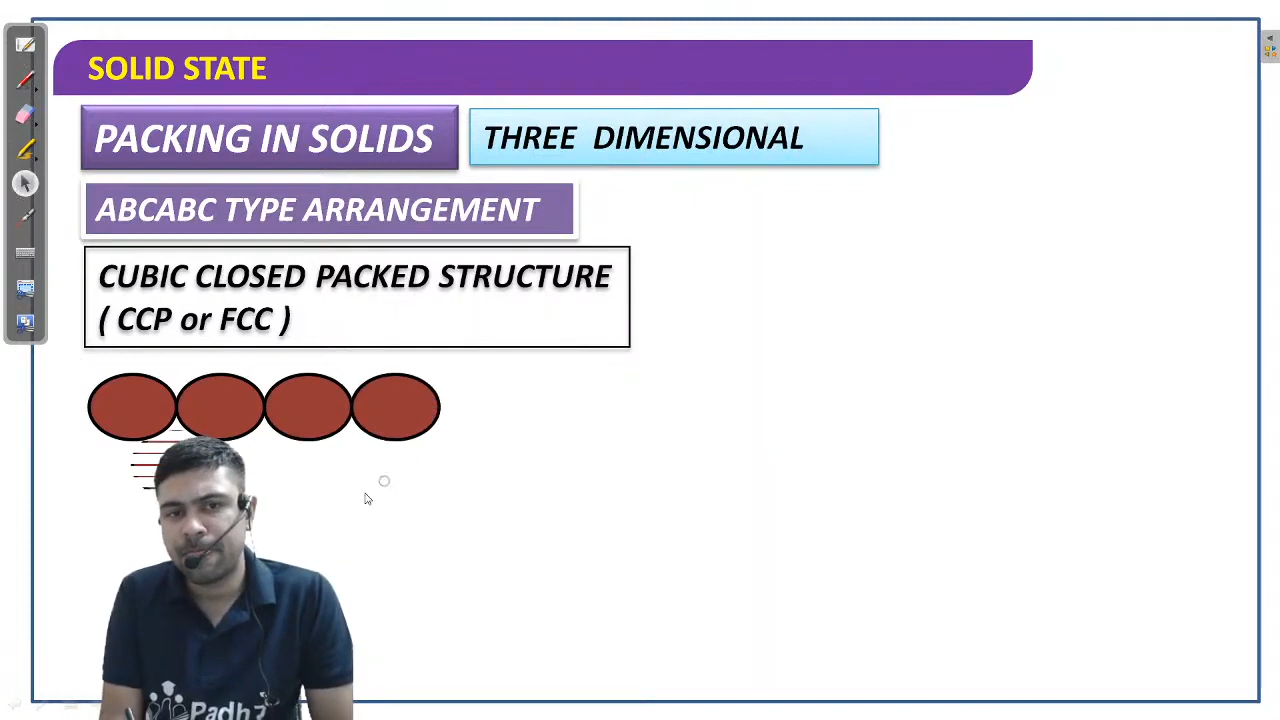 SOLID STATE
PACKING IN SOLIDS
THREE DIMENSIONAL
ABCABC TYPE ARRANGEMENT
CUBIC CLOSED PACKED STRUCTURE
( CCP or FCC )